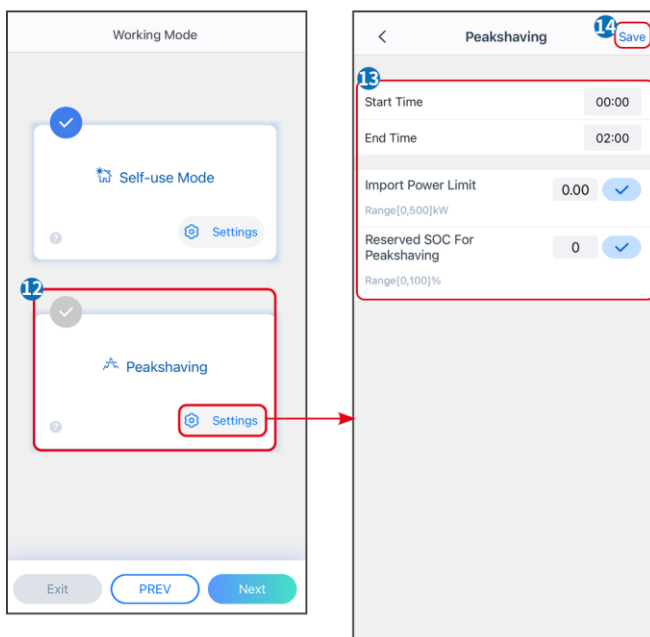 Working Mode
Self-use Mode
Settings
12
Peakshaving
Settings
Exit
PREV
Next
14
Peakshaving
Save
13
Start Time
00:00
End Time
02:00
Import Power Limit
0.00
Range[0,500]kW
Reserved SOC For
Peakshaving
0
Range[0,100]%